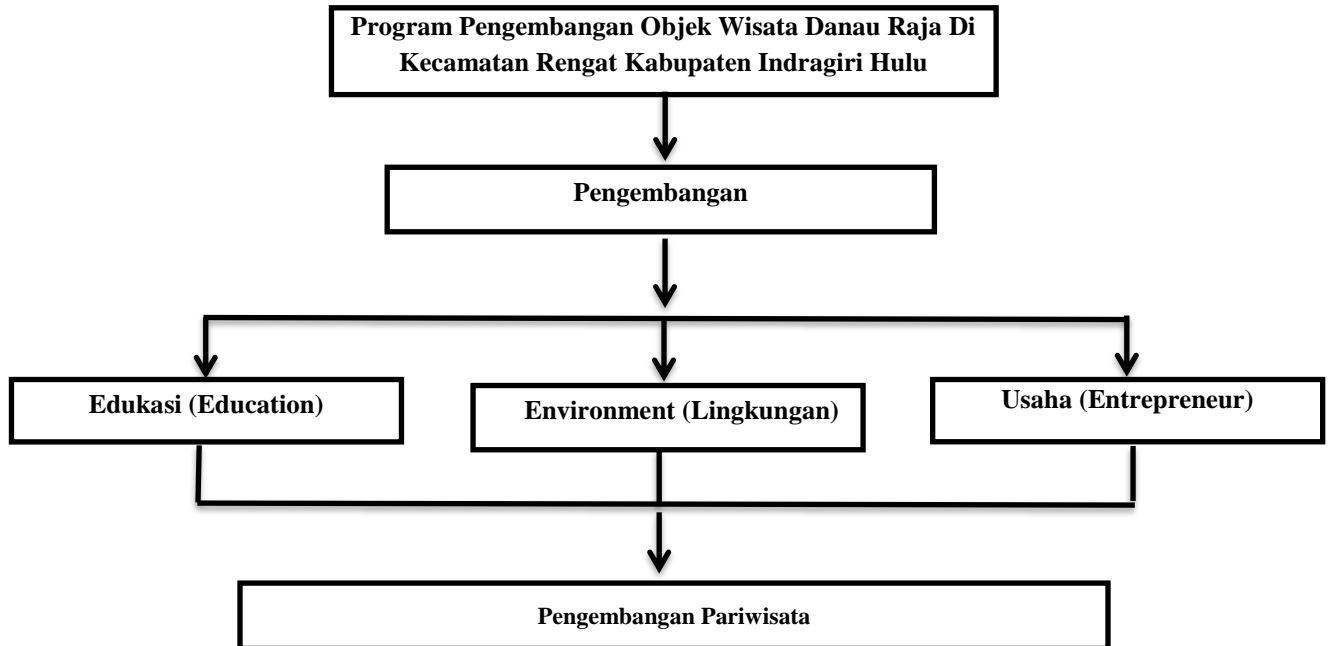 Program Pengembangan Objek Wisata Danau Raja Di
Kecamatan Rengat Kabupaten Indragiri Hulu
Pengembangan
Edukasi (Education)
Environment (Lingkungan)
Usaha (Entrepreneur)
Pengembangan Pariwisata